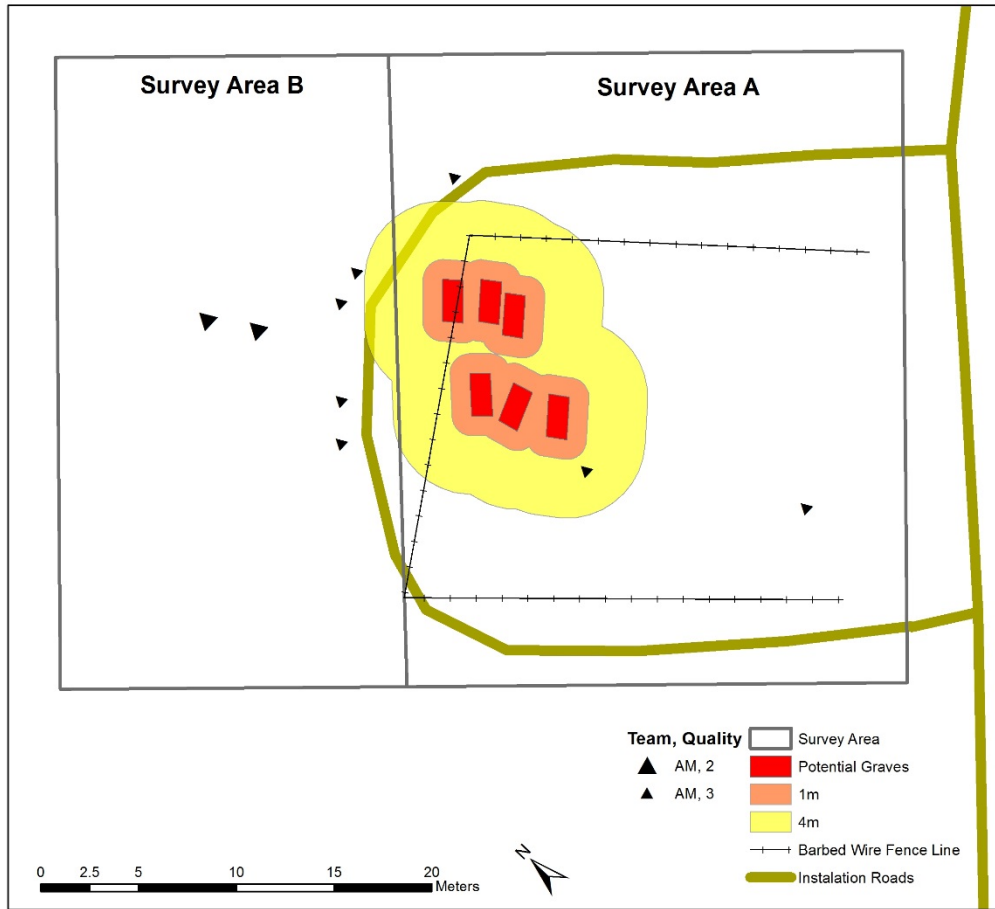 Survey Area B
Survey Area A
Team, Quality
AM, 2
AM, 3
Survey Area
Potential Graves
1m
4m
Barbed Wire Fence Line
Instalation Roads
0 2.5 5 10 15 20
Meters
N